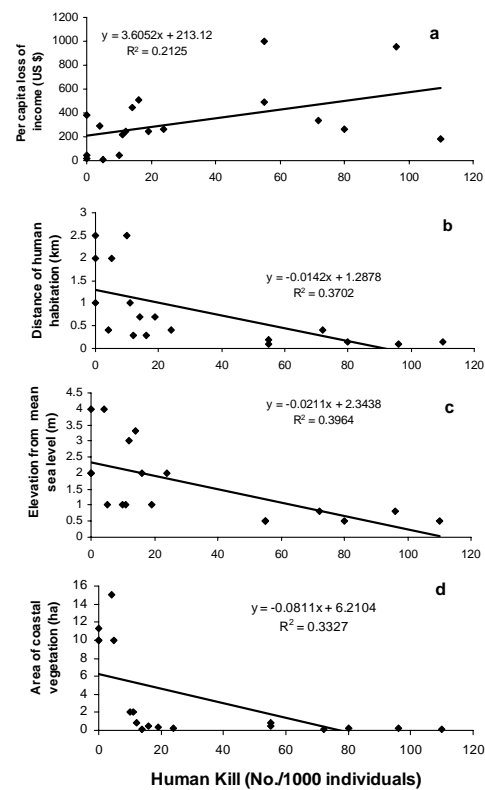 a
y = 3.6052x + 213.12
R² = 0.2125
Per capita loss of
income (US $)
1200
1000
800
600
400
200
0
0 20 40 60 80 100 120
b
y = -0.0142x + 1.2878
R² = 0.3702
Distance of human
habitation (km)
3
2.5
2
1.5
1
0.5
0
0 20 40 60 80 100 120
c
y = -0.0211x + 2.3438
R² = 0.3964
Elevation from mean
sea level (m)
4.5
4
3.5
3
2.5
2
1.5
1
0.5
0
0 20 40 60 80 100 120
d
y = -0.0811x + 6.2104
R² = 0.3327
Area of coastal
vegetation (ha)
16
14
12
10
8
6
4
2
0
0 20 40 60 80 100 120
Human Kill (No./1000 individuals)